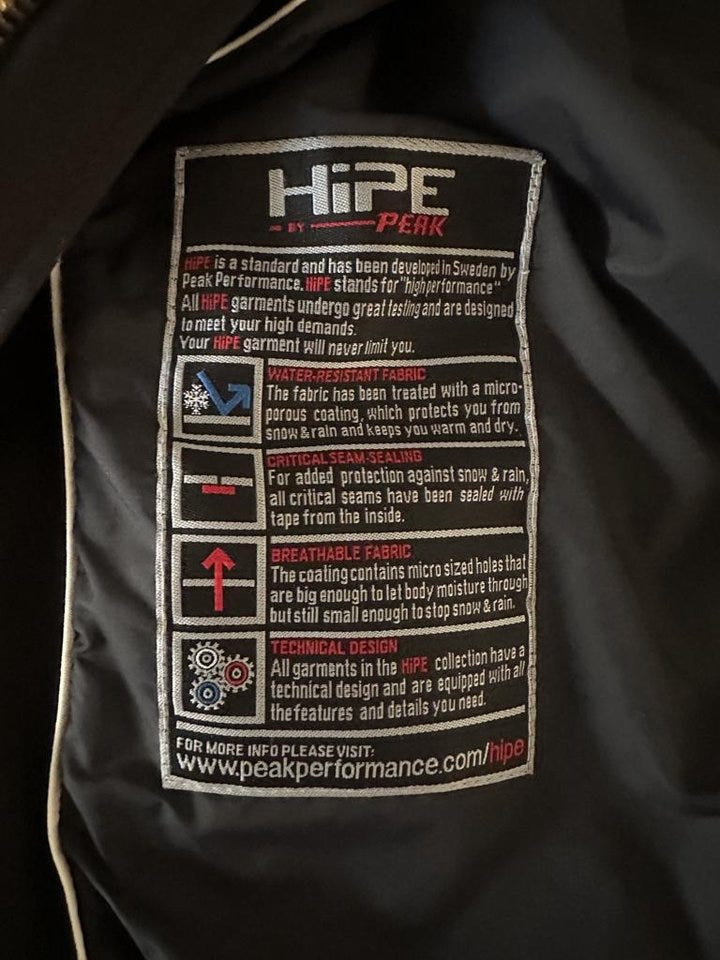 HiPE
BY PEAK
HiPE is a standard and has been developed in Sweden by
Peak Performance. HiPE stands for "high performance"
All HiPE garments undergo great testing and are designed
to meet your high demands.
Your HiPE garment will never limit you.
WATER-RESISTANT FABRIC
The fabric has been treated with a micro-
porous coating, which protects you from
snow & rain and keeps you warm and dry.
CRITICAL SEAM-SEALING
For added protection against snow & rain,
all critical seams have been sealed with
tape from the inside.
BREATHABLE FABRIC
The coating contains micro sized holes that
are big enough to let body moisture through
but still small enough to stop snow & rain.
TECHNICAL DESIGN
All garments in the HiPE collection have a
technical design and are equipped with all
the features and details you need.
FOR MORE INFO PLEASE VISIT:
www.peakperformance.com/hipe